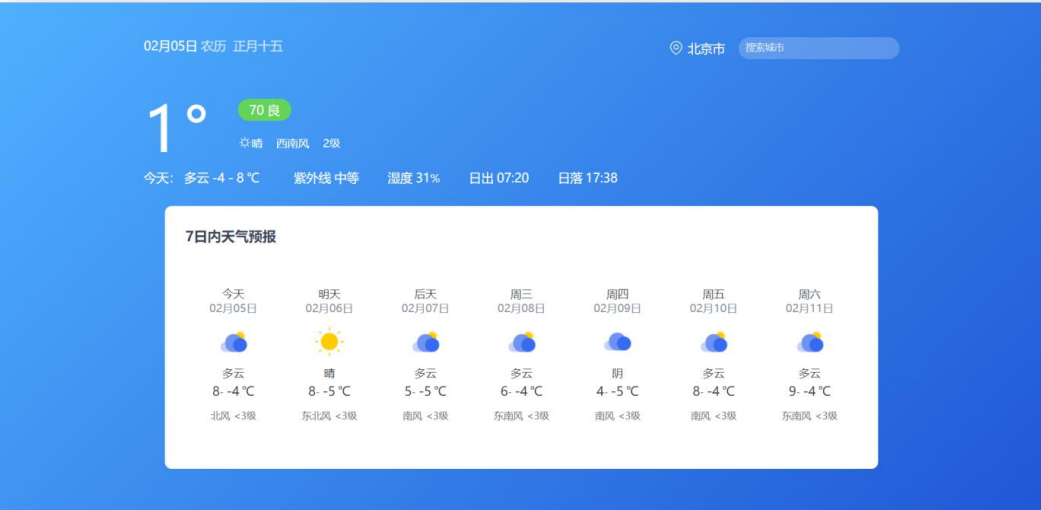 02月05日 农历 正月十五
北京市 搜索城市
1° 70 良
晴 西南风 2级
今天: 多云 -4 - 8 ℃ 紫外线 中等 湿度 31% 日出 07:20 日落 17:38
7日内天气预报
今天 明天 后天 周三 周四 周五 周六
02月05日 02月06日 02月07日 02月08日 02月09日 02月10日 02月11日
多云 晴 多云 多云 阴 多云 多云
8- -4 ℃ 8- -5 ℃ 5- -5 ℃ 6- -4 ℃ 4- -5 ℃ 8- -4 ℃ 9- -4 ℃
北风 <3级 东北风 <3级 南风 <3级 东南风 <3级 南风 <3级 南风 <3级 东南风 <3级